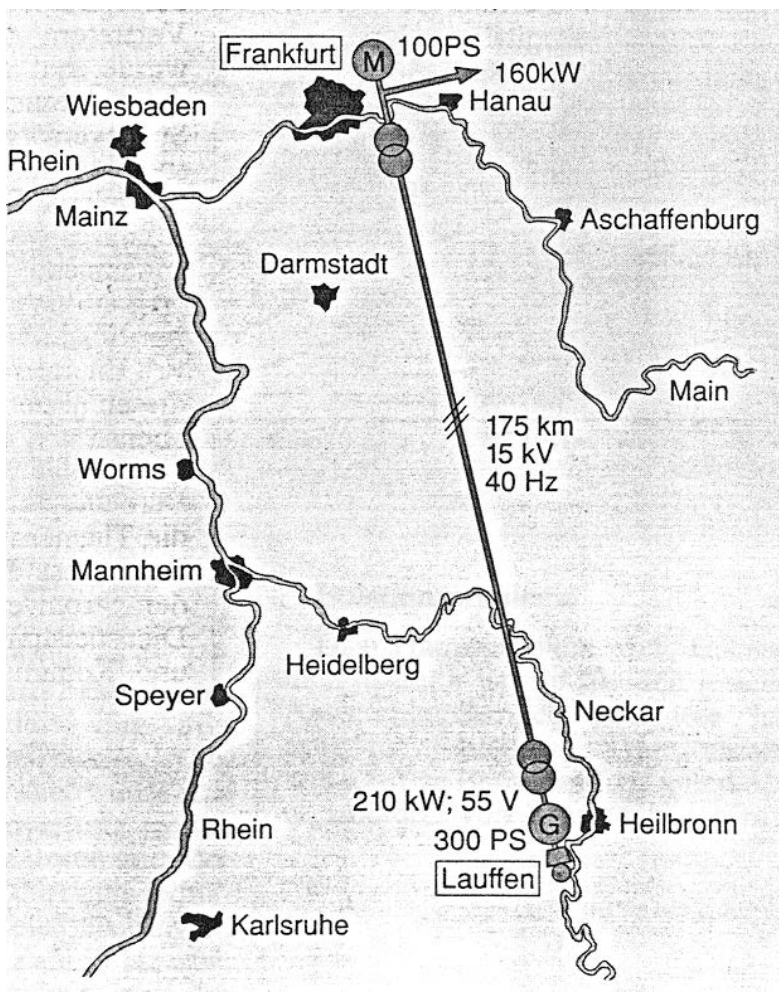 Frankfurt
M
100PS
160kW
Hanau
Wiesbaden
Rhein
Mainz
Aschaffenburg
Darmstadt
Main
175 km
15 kV
40 Hz
Worms
Mannheim
Heidelberg
Speyer
Neckar
210 kW; 55 V
G
Heilbronn
300 PS
Rhein
Lauffen
Karlsruhe